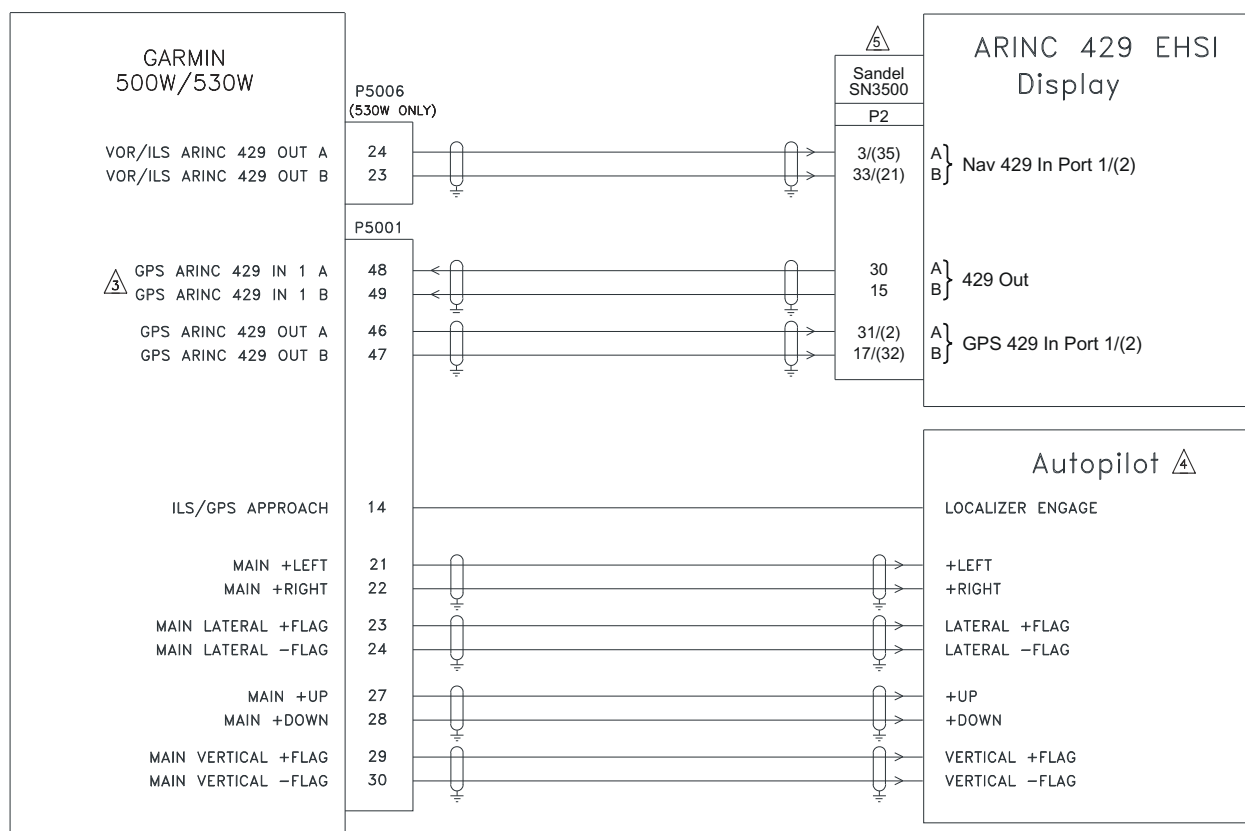 GARMIN
500W/530W
P5006
(530W ONLY)
5
Sandel
SN3500
P2
ARINC 429 EHSI
Display
VOR/ILS ARINC 429 OUT A 24 3/(35) A
VOR/ILS ARINC 429 OUT B 23 33/(21) B
} Nav 429 In Port 1/(2)
P5001
3
GPS ARINC 429 IN 1 A 48 30 A
GPS ARINC 429 IN 1 B 49 15 B
} 429 Out
GPS ARINC 429 OUT A 46 31/(2) A
GPS ARINC 429 OUT B 47 17/(32) B
} GPS 429 In Port 1/(2)
Autopilot 4
ILS/GPS APPROACH 14 LOCALIZER ENGAGE
MAIN +LEFT 21 +LEFT
MAIN +RIGHT 22 +RIGHT
MAIN LATERAL +FLAG 23 LATERAL +FLAG
MAIN LATERAL −FLAG 24 LATERAL −FLAG
MAIN +UP 27 +UP
MAIN +DOWN 28 +DOWN
MAIN VERTICAL +FLAG 29 VERTICAL +FLAG
MAIN VERTICAL −FLAG 30 VERTICAL −FLAG